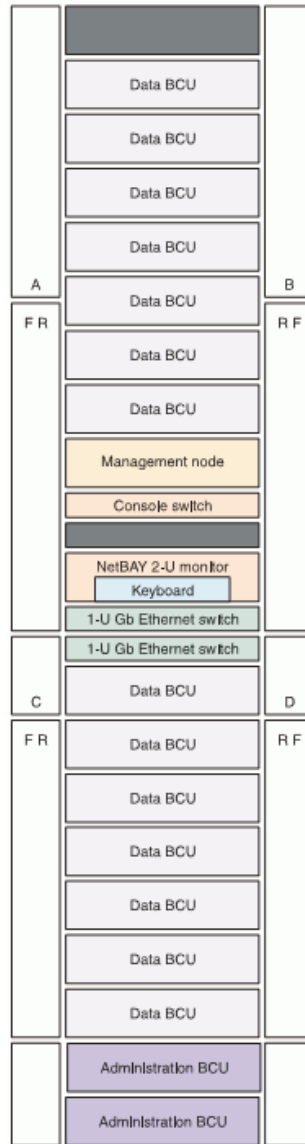 Data BCU
Data BCU
Data BCU
Data BCU
A
B
Data BCU
F R
R F
Data BCU
Data BCU
Management node
Console switch
NetBAY 2-U monitor
Keyboard
1-U Gb Ethernet switch
1-U Gb Ethernet switch
Data BCU
C
D
F R
R F
Data BCU
Data BCU
Data BCU
Data BCU
Data BCU
Data BCU
Administration BCU
Administration BCU